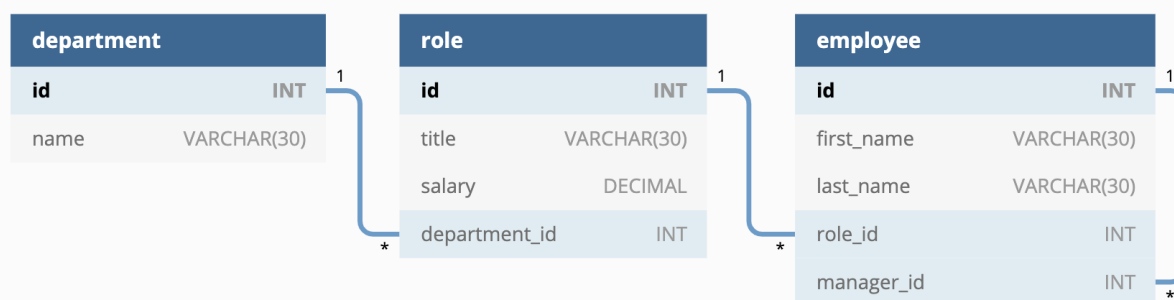 department
id INT
name VARCHAR(30)
1
*
role
id INT
title VARCHAR(30)
salary DECIMAL
department_id INT
1
*
employee
id INT
first_name VARCHAR(30)
last_name VARCHAR(30)
role_id INT
manager_id INT
1
*